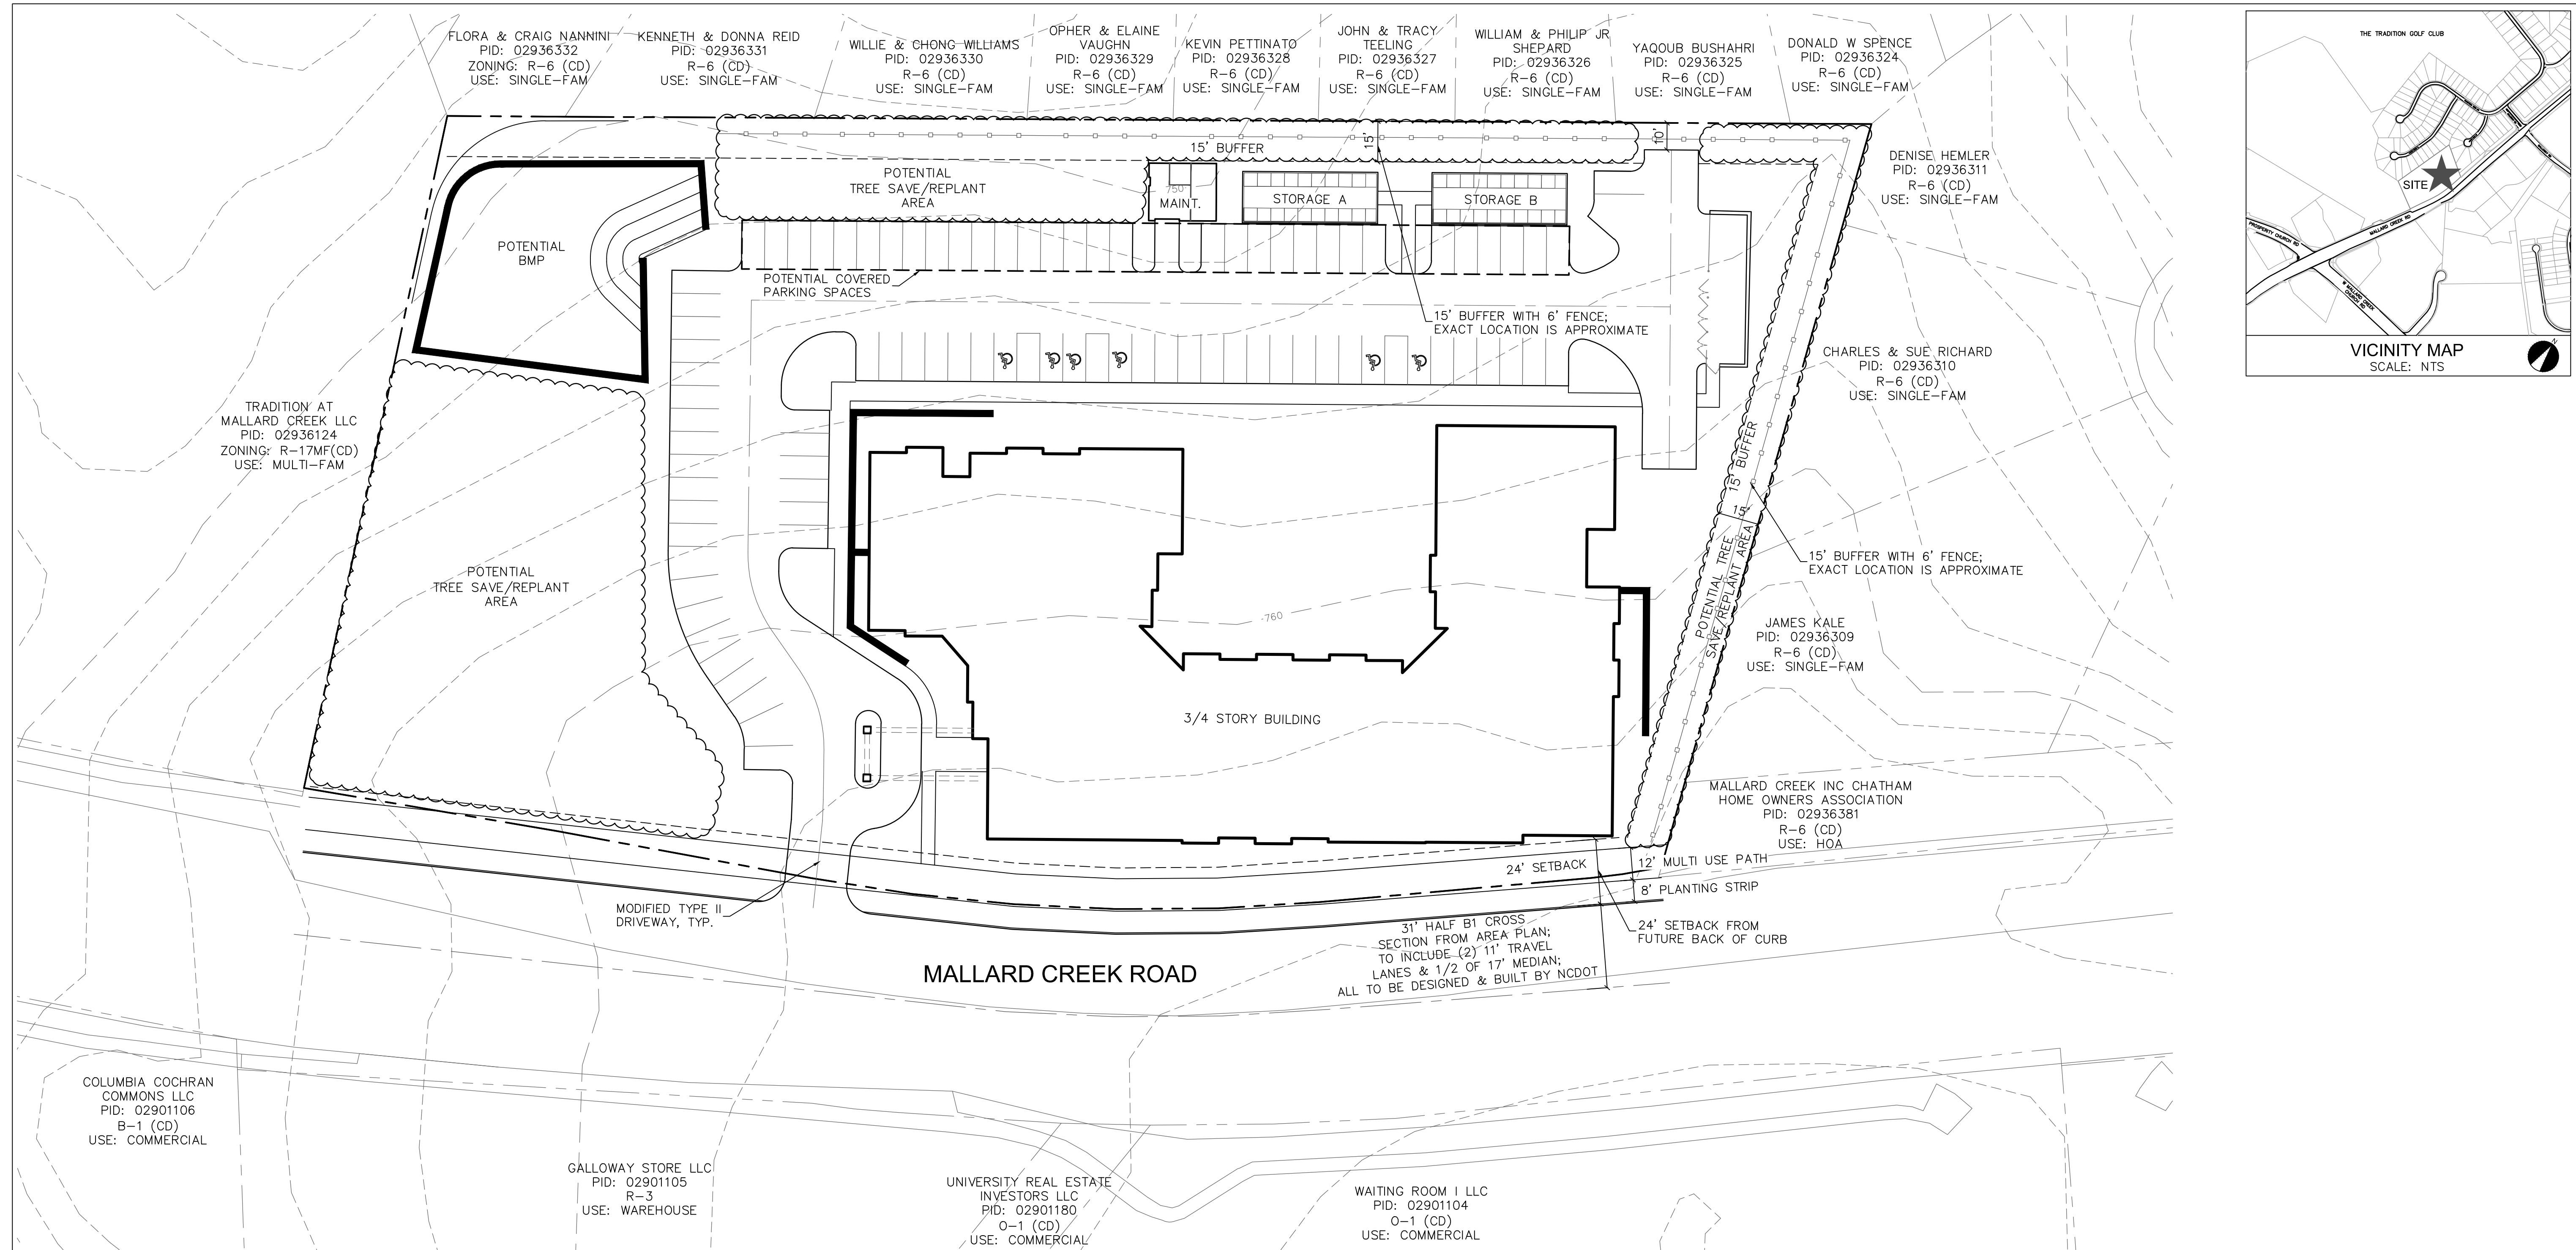 FLORA & CRAIG NANNINI
PID: 02936332
ZONING: R-6 (CD)
USE: SINGLE-FAM
KENNETH & DONNA REID
PID: 02936331
R-6 (CD)
USE: SINGLE-FAM
WILLIE & CHONG WILLIAMS
PID: 02936330
R-6 (CD)
USE: SINGLE-FAM
OPHER & ELAINE
VAUGHN
PID: 02936329
R-6 (CD)
USE: SINGLE-FAM
KEVIN PETTINATO
PID: 02936328
R-6 (CD)
USE: SINGLE-FAM
JOHN & TRACY
TEELING
PID: 02936327
R-6 (CD)
USE: SINGLE-FAM
WILLIAM & PHILIP JR
SHEPARD
PID: 02936326
R-6 (CD)
USE: SINGLE-FAM
YAQOUB BUSHAHRI
PID: 02936325
R-6 (CD)
USE: SINGLE-FAM
DONALD W SPENCE
PID: 02936324
R-6 (CD)
USE: SINGLE-FAM
DENISE HEMLER
PID: 02936311
R-6 (CD)
USE: SINGLE-FAM
15' BUFFER
15'
10'
POTENTIAL
TREE SAVE/REPLANT
AREA
750
MAINT.
STORAGE A
STORAGE B
POTENTIAL
BMP
POTENTIAL COVERED
PARKING SPACES
15' BUFFER WITH 6' FENCE;
EXACT LOCATION IS APPROXIMATE
CHARLES & SUE RICHARD
PID: 02936310
R-6 (CD)
USE: SINGLE-FAM
TRADITION AT
MALLARD CREEK LLC
PID: 02936124
ZONING: R-17MF(CD)
USE: MULTI-FAM
15' BUFFER
15'
POTENTIAL TREE
SAVE/REPLANT AREA
15' BUFFER WITH 6' FENCE;
EXACT LOCATION IS APPROXIMATE
POTENTIAL
TREE SAVE/REPLANT
AREA
760
JAMES KALE
PID: 02936309
R-6 (CD)
USE: SINGLE-FAM
3/4 STORY BUILDING
MALLARD CREEK INC CHATHAM
HOME OWNERS ASSOCIATION
PID: 02936381
R-6 (CD)
USE: HOA
24' SETBACK
12' MULTI USE PATH
8' PLANTING STRIP
MODIFIED TYPE II
DRIVEWAY, TYP.
24' SETBACK FROM
FUTURE BACK OF CURB
31' HALF B1 CROSS
SECTION FROM AREA PLAN;
TO INCLUDE (2) 11' TRAVEL
LANES & 1/2 OF 17' MEDIAN;
ALL TO BE DESIGNED & BUILT BY NCDOT
MALLARD CREEK ROAD
COLUMBIA COCHRAN
COMMONS LLC
PID: 02901106
B-1 (CD)
USE: COMMERCIAL
GALLOWAY STORE LLC
PID: 02901105
R-3
USE: WAREHOUSE
UNIVERSITY REAL ESTATE
INVESTORS LLC
PID: 02901180
O-1 (CD)
USE: COMMERCIAL
WAITING ROOM I LLC
PID: 02901104
O-1 (CD)
USE: COMMERCIAL
THE TRADITION GOLF CLUB
SITE
MALLARD CREEK RD
PROSPERITY CHURCH RD
W MALLARD CREEK
CHURCH RD
VICINITY MAP
SCALE: NTS
N